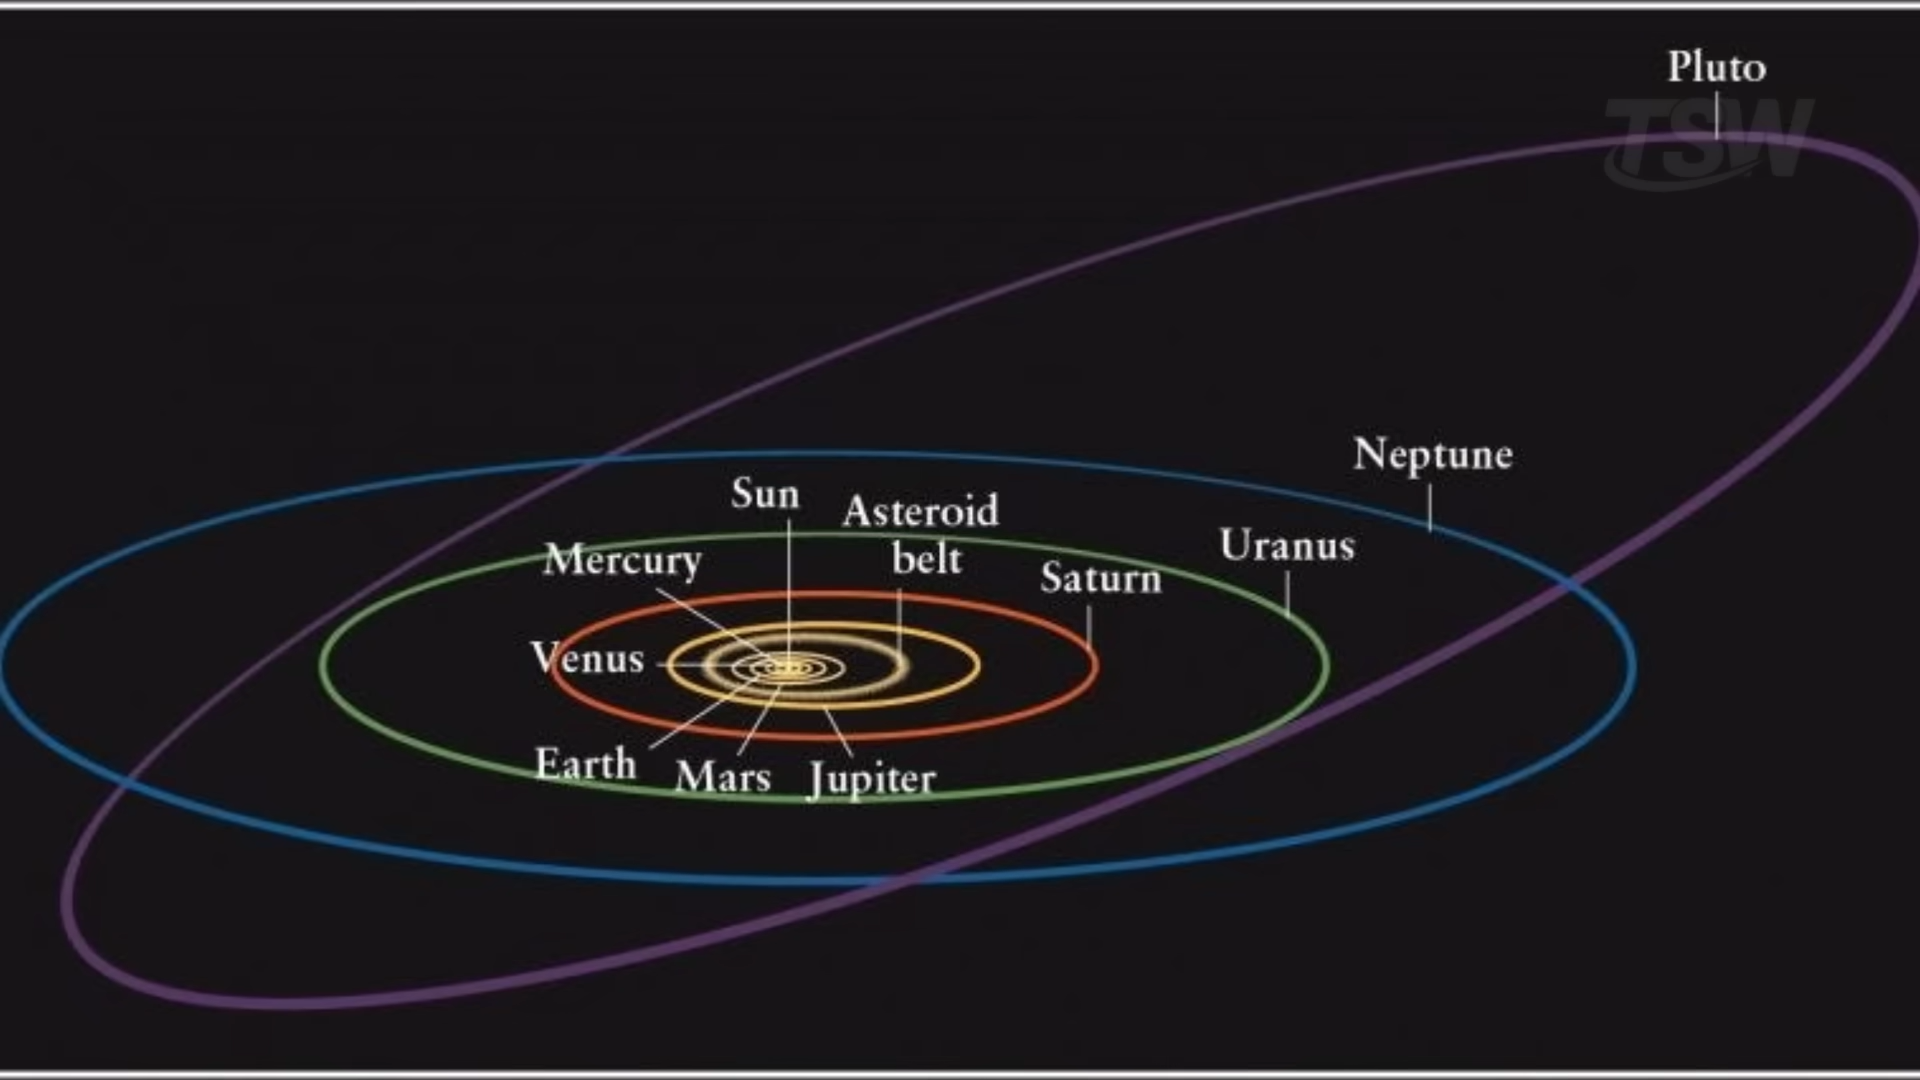 Pluto
TSW
Neptune
Sun
Asteroid
belt
Uranus
Mercury
Saturn
Venus
Earth
Mars
Jupiter